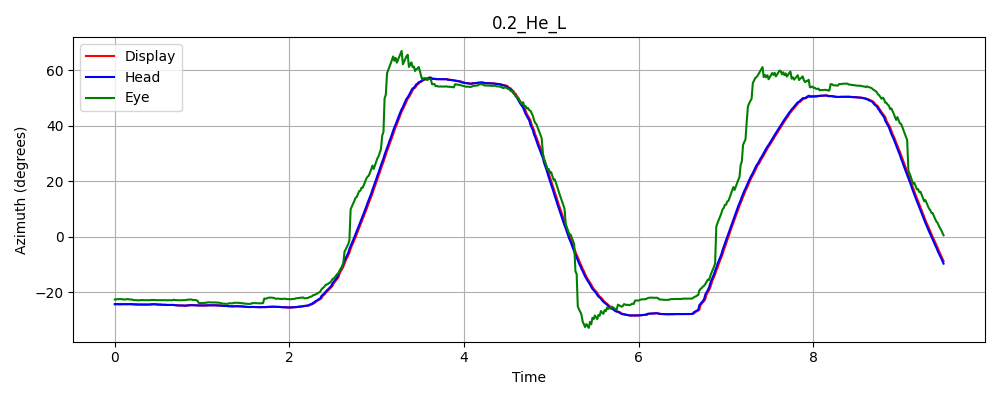 0.2_He_L
Display
Head
Eye
Azimuth (degrees)
60
40
20
0
−20
0 2 4 6 8
Time